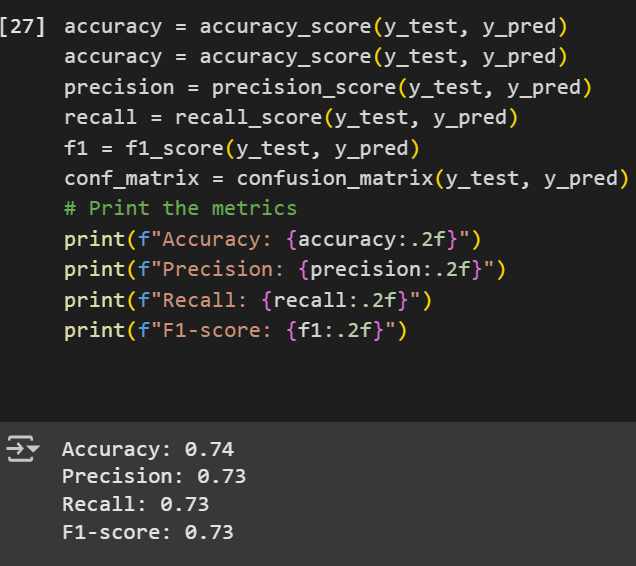 [27] accuracy = accuracy_score(y_test, y_pred)
accuracy = accuracy_score(y_test, y_pred)
precision = precision_score(y_test, y_pred)
recall = recall_score(y_test, y_pred)
f1 = f1_score(y_test, y_pred)
conf_matrix = confusion_matrix(y_test, y_pred)
# Print the metrics
print(f"Accuracy: {accuracy:.2f}")
print(f"Precision: {precision:.2f}")
print(f"Recall: {recall:.2f}")
print(f"F1-score: {f1:.2f}")
Accuracy: 0.74
Precision: 0.73
Recall: 0.73
F1-score: 0.73